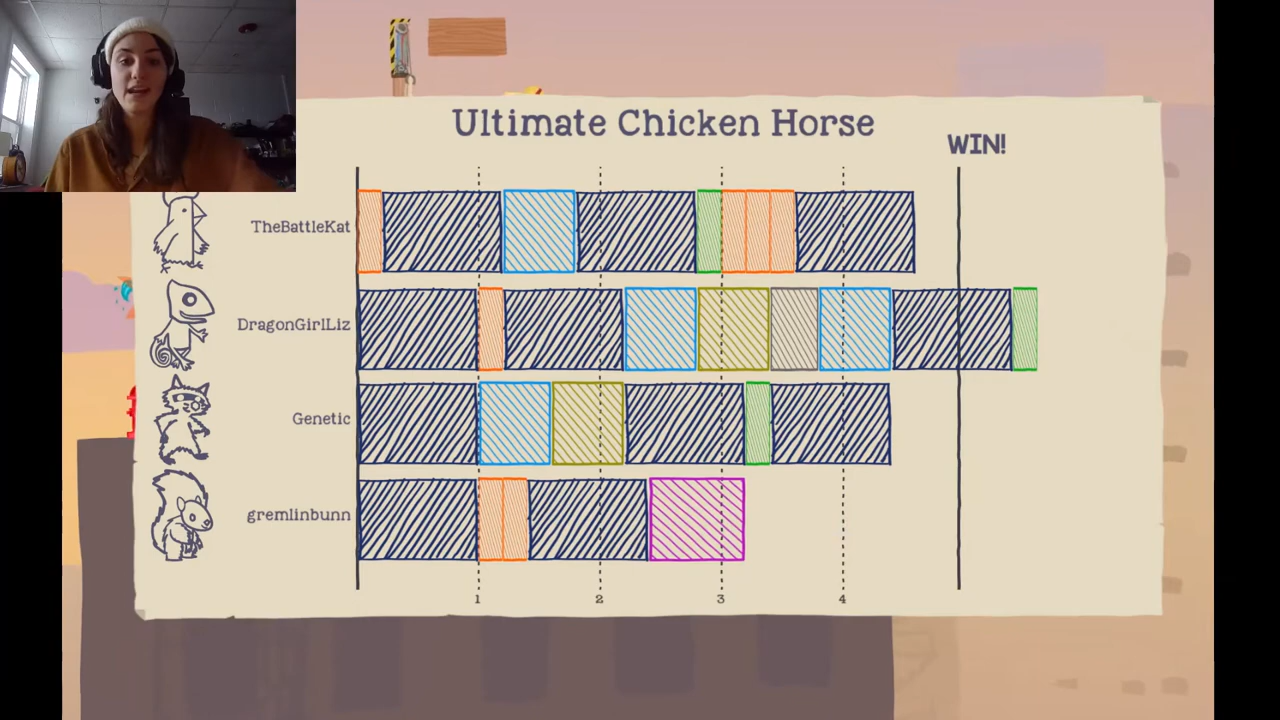 Ultimate Chicken Horse
WIN!
TheBattleKat
DragonGirlLiz
Genetic
gremlinbunn
1 2 3 4